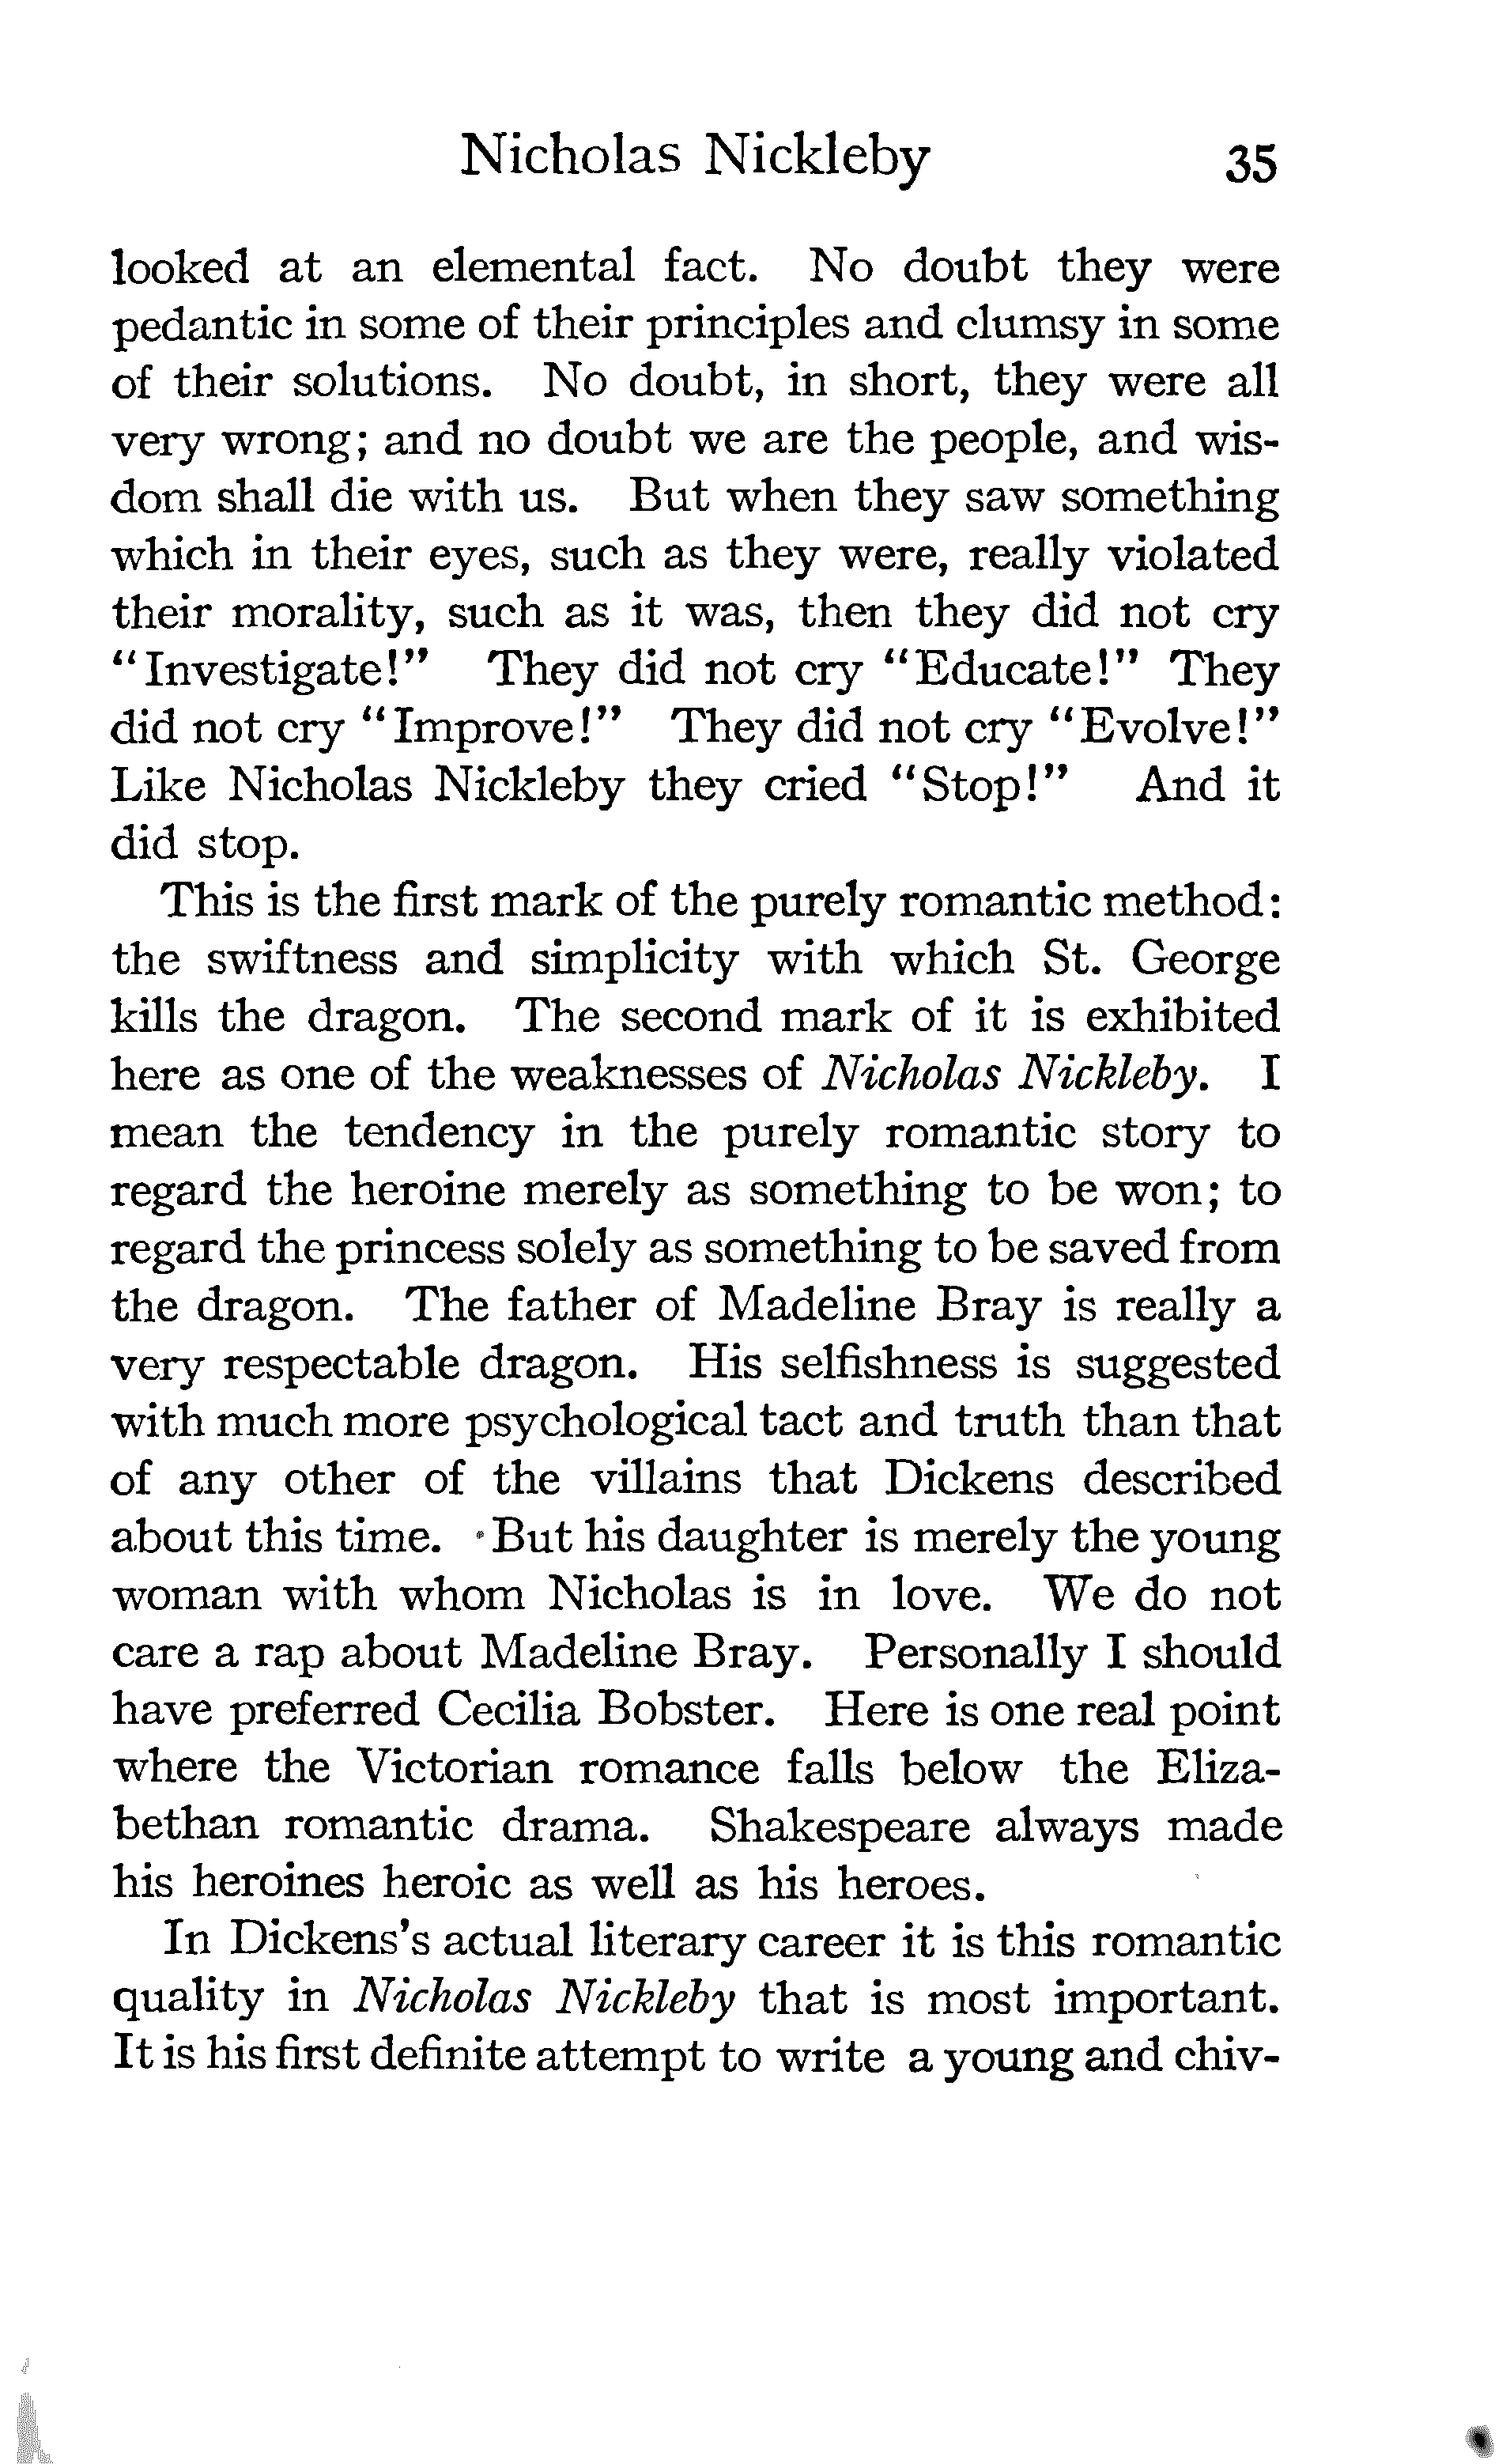 Nicholas Nickleby 35
looked at an elemental fact. No doubt they were
pedantic in some of their principles and clumsy in some
of their solutions. No doubt, in short, they were all
very wrong; and no doubt we are the people, and wis-
dom shall die with us. But when they saw something
which in their eyes, such as they were, really violated
their morality, such as it was, then they did not cry
"Investigate!" They did not cry "Educate!" They
did not cry "Improve!" They did not cry "Evolve!"
Like Nicholas Nickleby they cried "Stop!" And it
did stop.
This is the first mark of the purely romantic method:
the swiftness and simplicity with which St. George
kills the dragon. The second mark of it is exhibited
here as one of the weaknesses of Nicholas Nickleby. I
mean the tendency in the purely romantic story to
regard the heroine merely as something to be won; to
regard the princess solely as something to be saved from
the dragon. The father of Madeline Bray is really a
very respectable dragon. His selfishness is suggested
with much more psychological tact and truth than that
of any other of the villains that Dickens described
about this time. But his daughter is merely the young
woman with whom Nicholas is in love. We do not
care a rap about Madeline Bray. Personally I should
have preferred Cecilia Bobster. Here is one real point
where the Victorian romance falls below the Eliza-
bethan romantic drama. Shakespeare always made
his heroines heroic as well as his heroes.
In Dickens's actual literary career it is this romantic
quality in Nicholas Nickleby that is most important.
It is his first definite attempt to write a young and chiv-